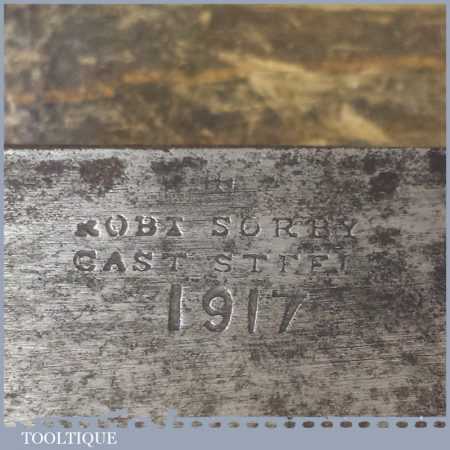 ROBT SORBY
CAST STEEL
1917
TOOLTIQUE